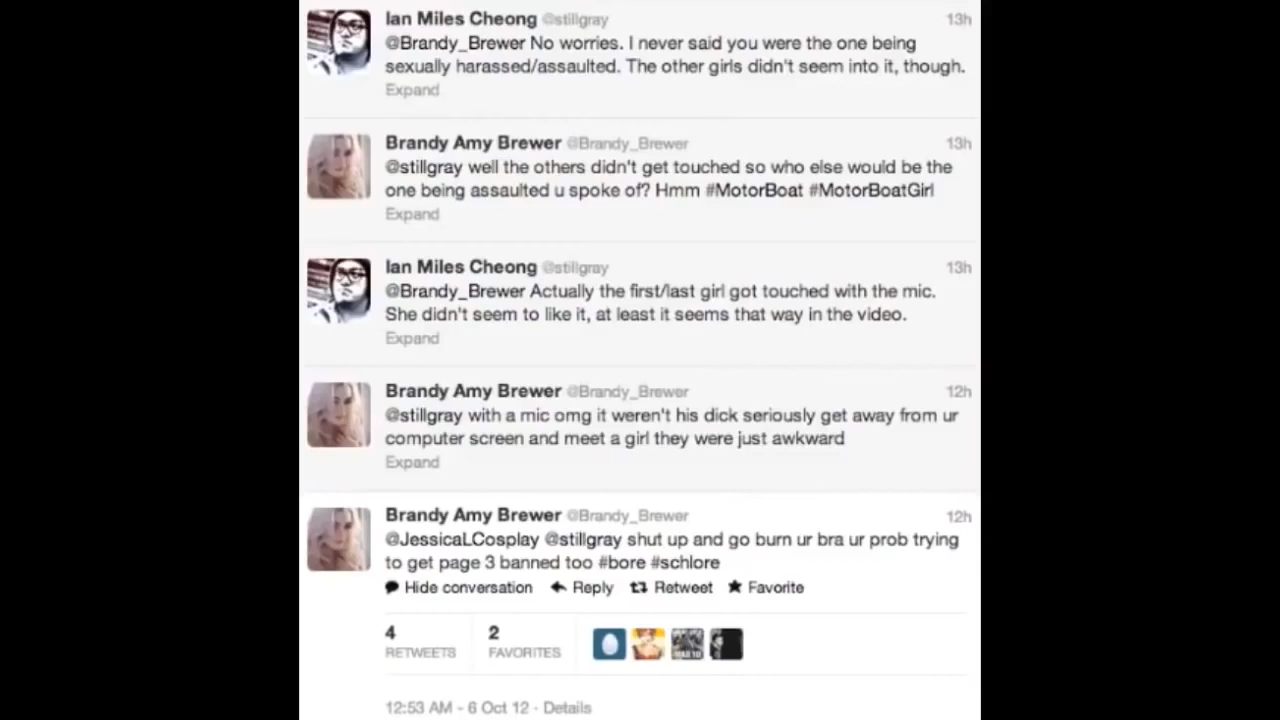 Ian Miles Cheong @stillgray 13h
@Brandy_Brewer No worries. I never said you were the one being
sexually harassed/assaulted. The other girls didn't seem into it, though.
Expand
Brandy Amy Brewer @Brandy_Brewer 13h
@stillgray well the others didn't get touched so who else would be the
one being assaulted u spoke of? Hmm #MotorBoat #MotorBoatGirl
Expand
Ian Miles Cheong @stillgray 13h
@Brandy_Brewer Actually the first/last girl got touched with the mic.
She didn't seem to like it, at least it seems that way in the video.
Expand
Brandy Amy Brewer @Brandy_Brewer 12h
@stillgray with a mic omg it weren't his dick seriously get away from ur
computer screen and meet a girl they were just awkward
Expand
Brandy Amy Brewer @Brandy_Brewer 12h
@JessicaLCosplay @stillgray shut up and go burn ur bra ur prob trying
to get page 3 banned too #bore #schlore
Hide conversation Reply Retweet Favorite
4 2
RETWEETS FAVORITES
12:53 AM - 6 Oct 12 · Details